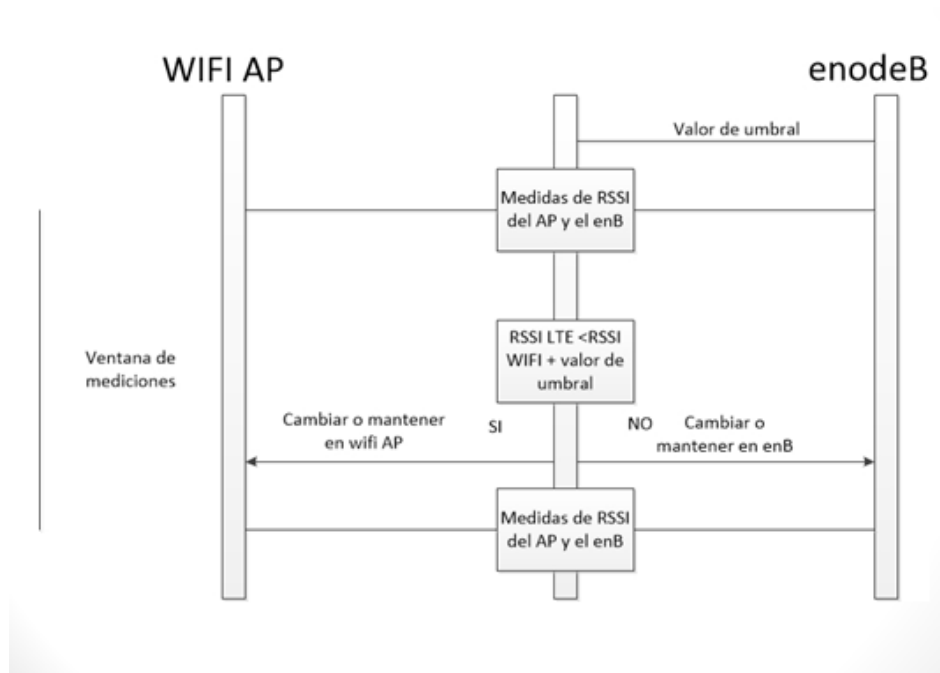 WIFI AP
enodeB
Valor de umbral
Medidas de RSSI
del AP y el enB
RSSI LTE <RSSI
WIFI + valor de
umbral
Ventana de
mediciones
Cambiar o mantener
en wifi AP
SI
NO
Cambiar o
mantener en enB
Medidas de RSSI
del AP y el enB